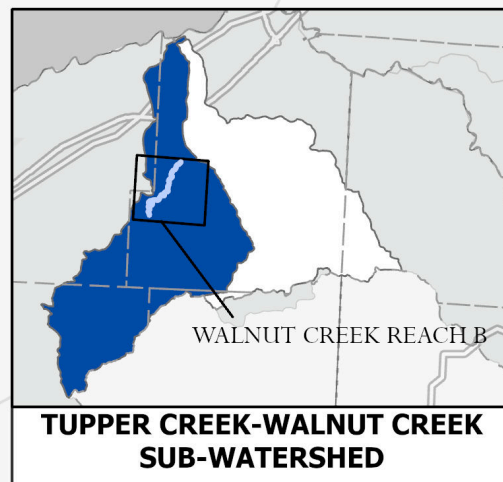 WALNUT CREEK REACH B
TUPPER CREEK-WALNUT CREEK
SUB-WATERSHED